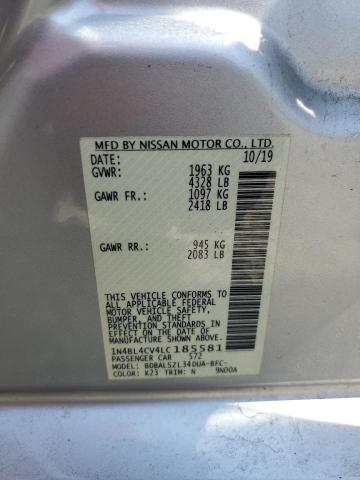 MFD BY NISSAN MOTOR CO., LTD.
DATE: 10/19
GVWR: 1963 KG
4328 LB
GAWR FR.: 1097 KG
2418 LB
GAWR RR.: 945 KG
2083 LB
THIS VEHICLE CONFORMS TO ALL
APPLICABLE FEDERAL MOTOR VEHICLE SAFETY,
BUMPER, AND THEFT
PREVENTION STANDARDS
IN EFFECT ON THE DATE
OF MANUFACTURE SHOWN
ABOVE.
1N4BL4CV4LC185581
PASSENGER CAR 572
MODEL: BDBALSZL340UA-BFC-
COLOR: K23 TRIM: N 9N00A